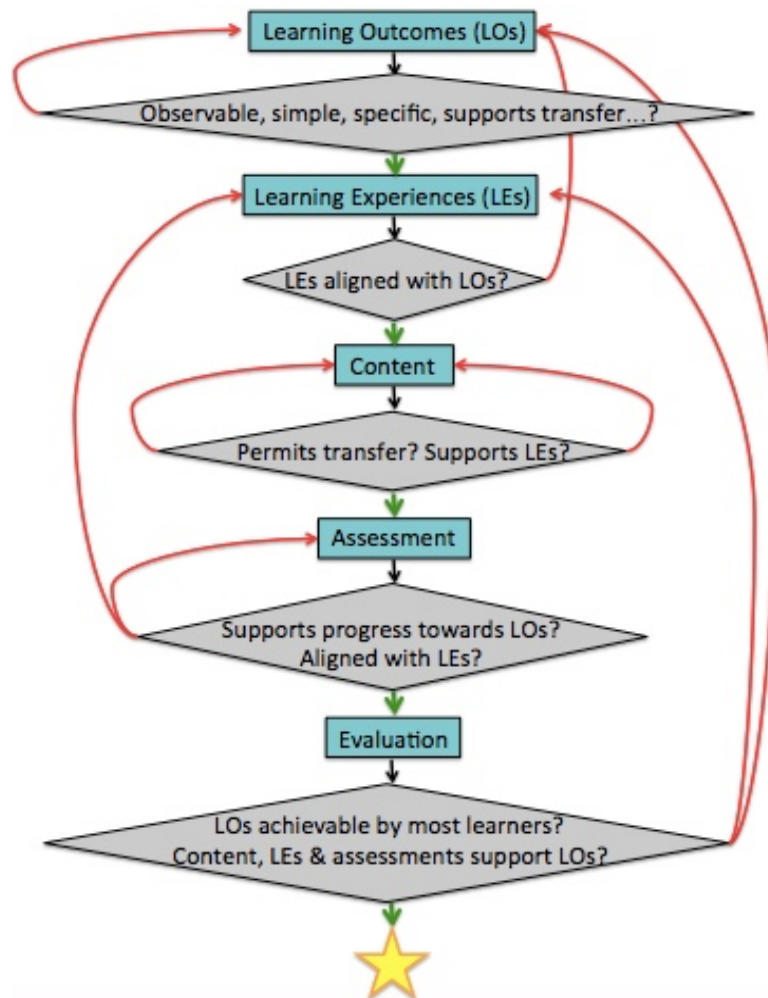 Learning Outcomes (LOs)
Observable, simple, specific, supports transfer...?
Learning Experiences (LEs)
LEs aligned with LOs?
Content
Permits transfer? Supports LEs?
Assessment
Supports progress towards LOs?
Aligned with LEs?
Evaluation
LOs achievable by most learners?
Content, LEs & assessments support LOs?